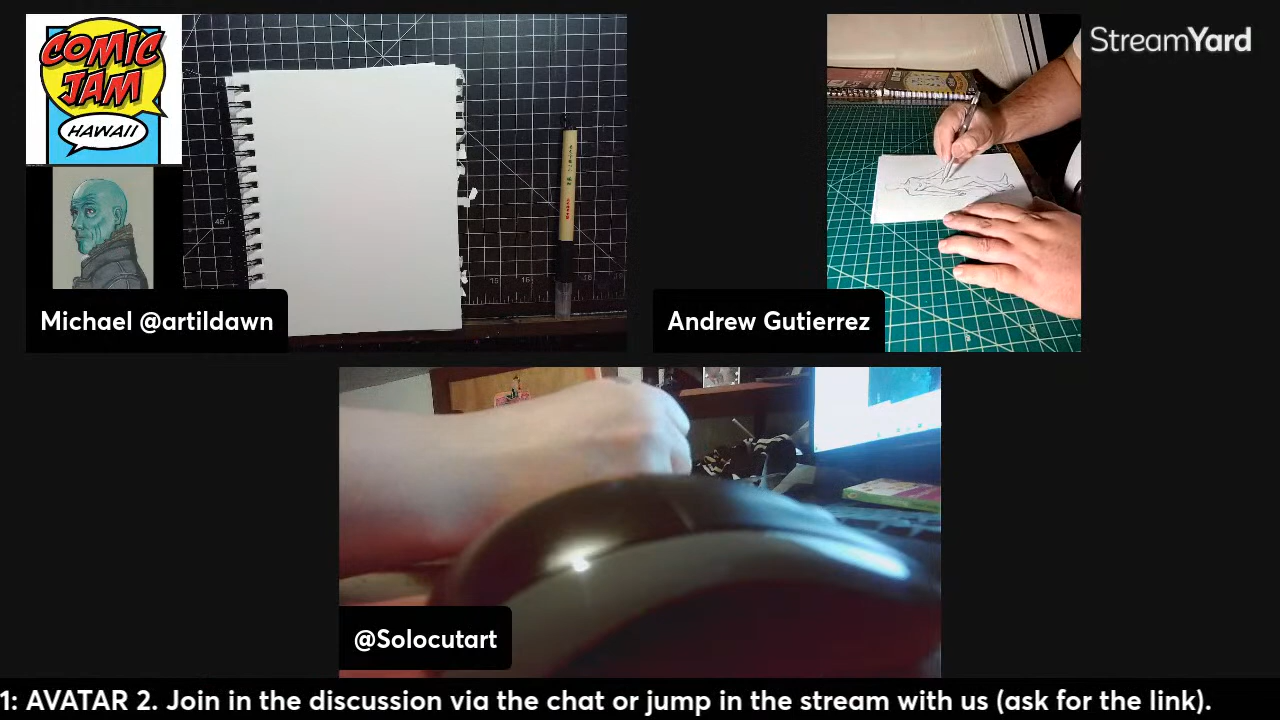 COMIC
JAM
HAWAII
StreamYard
Michael @artildawn
Andrew Gutierrez
@Solocutart
1: AVATAR 2. Join in the discussion via the chat or jump in the stream with us (ask for the link).